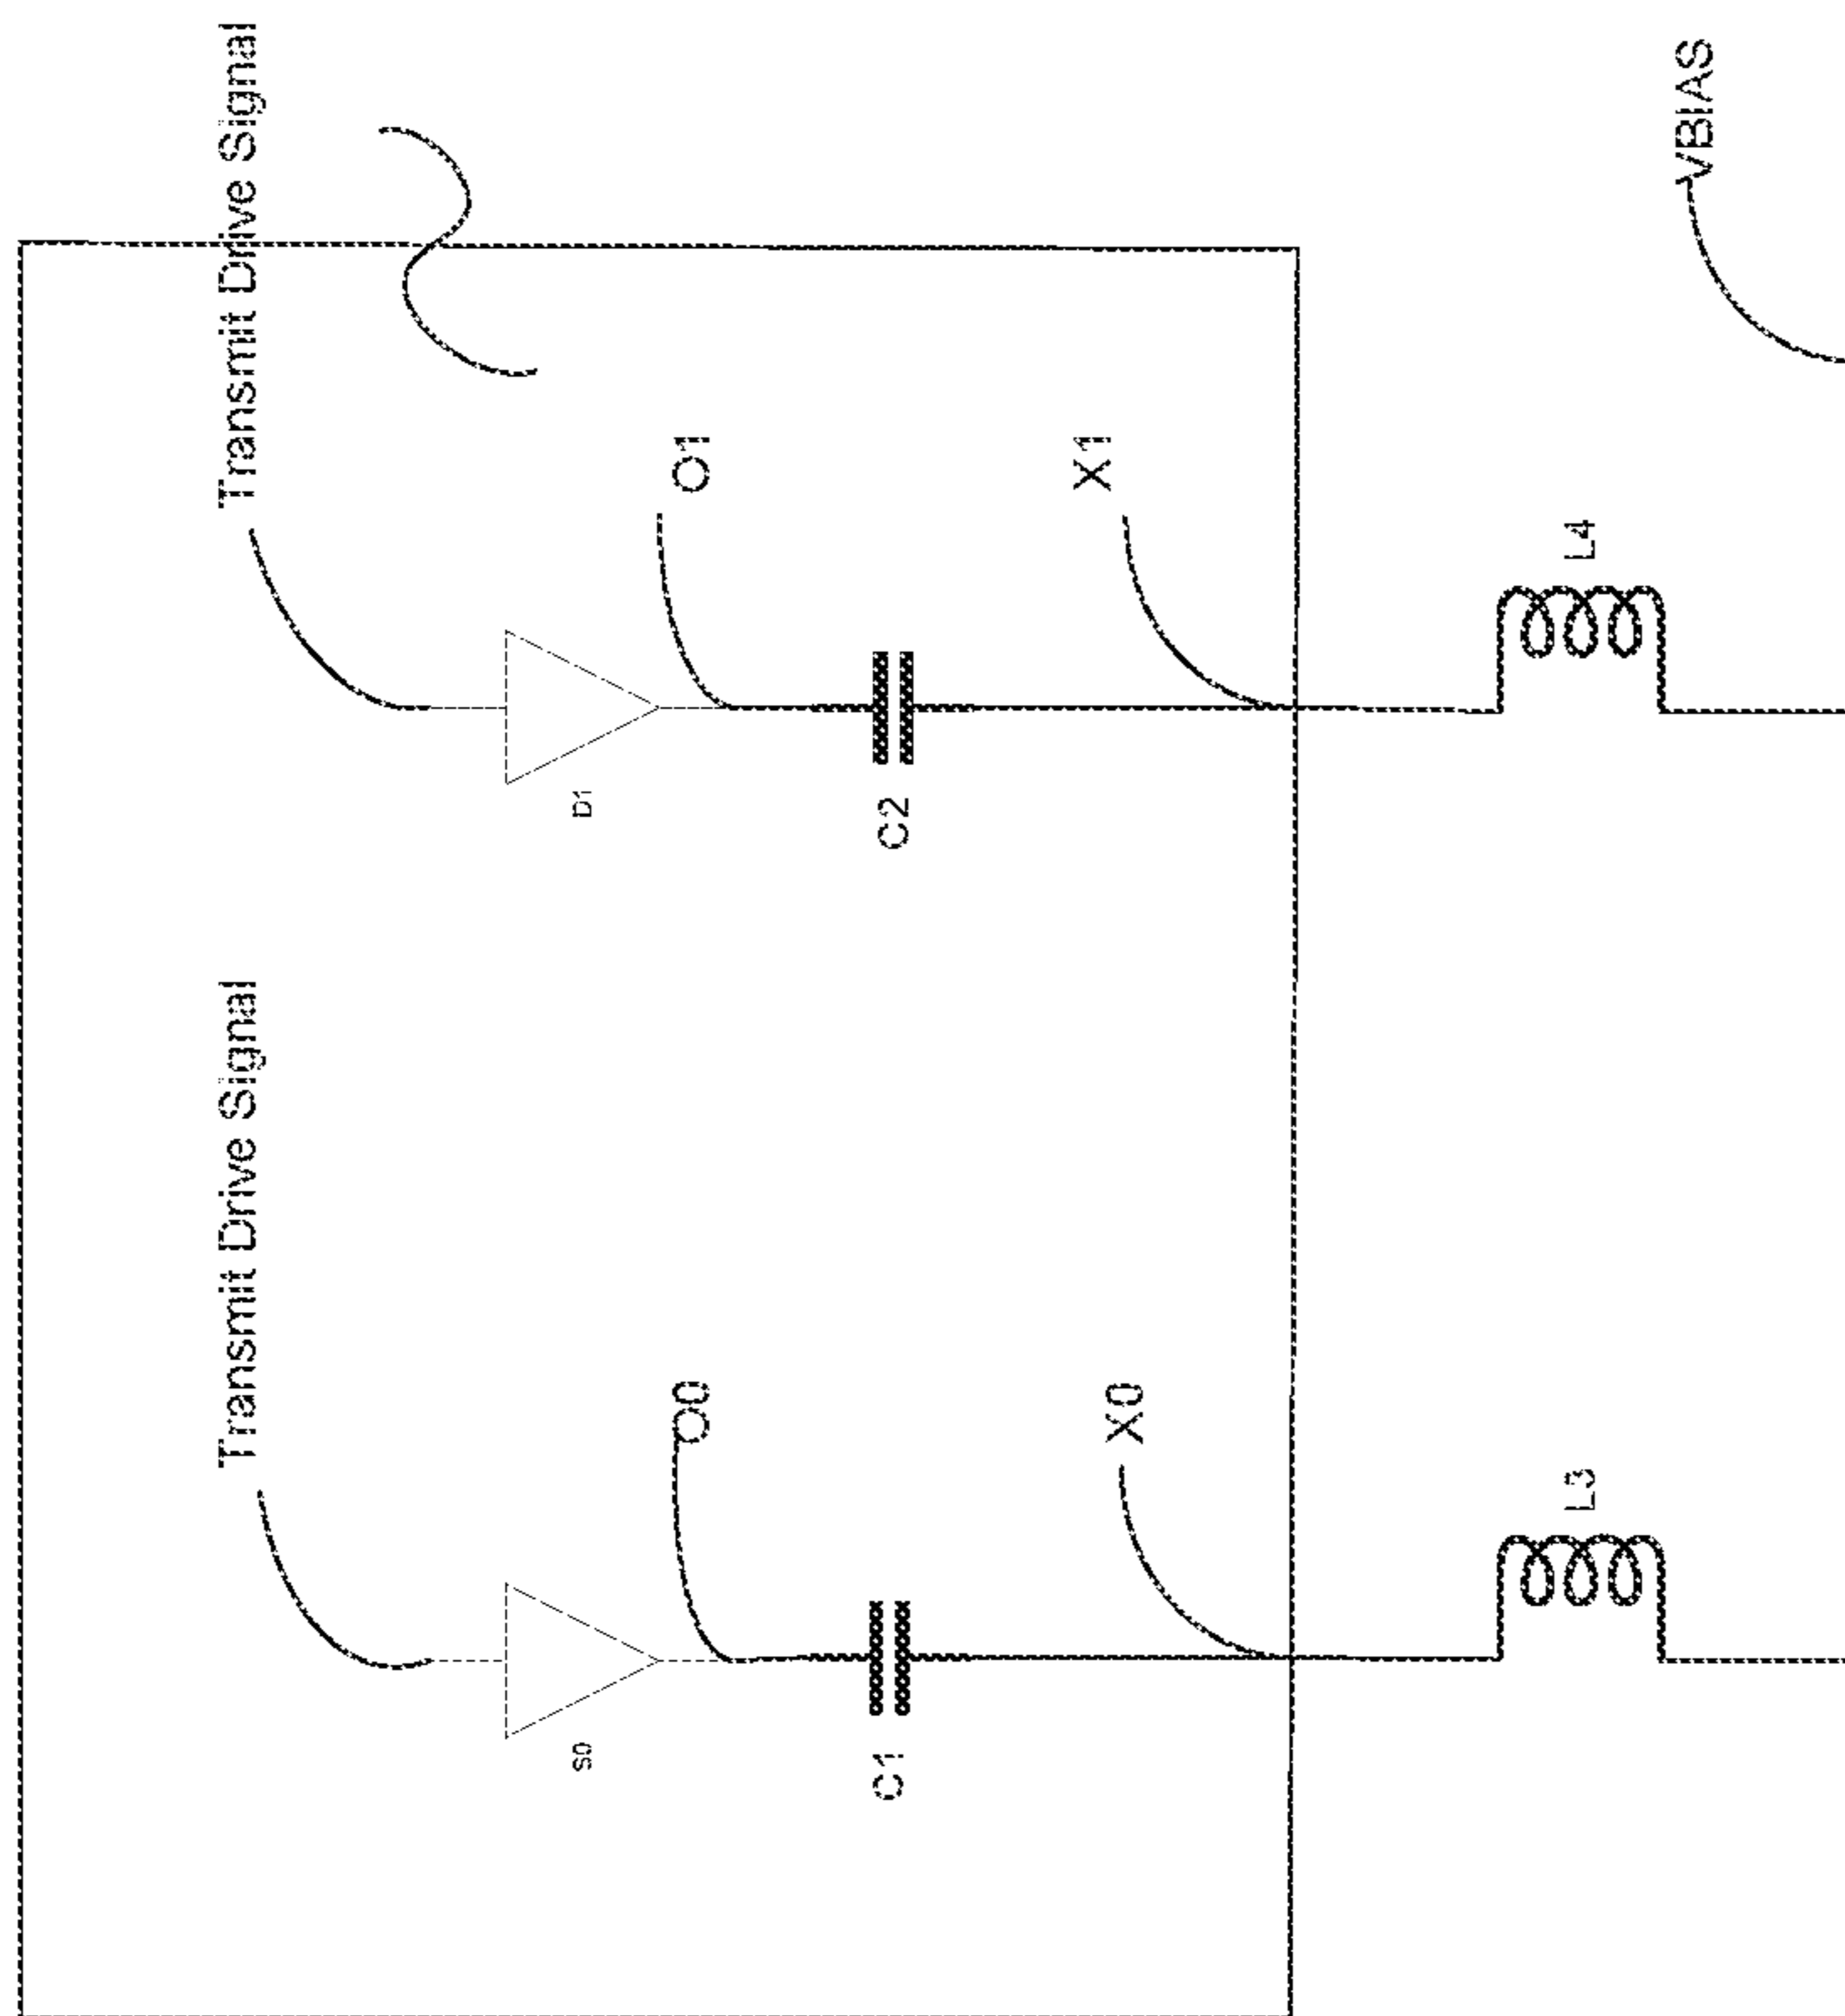 Transmit Drive Signal
O1
X1
VBIAS
D1
C2
L4
Transmit Drive Signal
O0
X0
S0
C1
L3